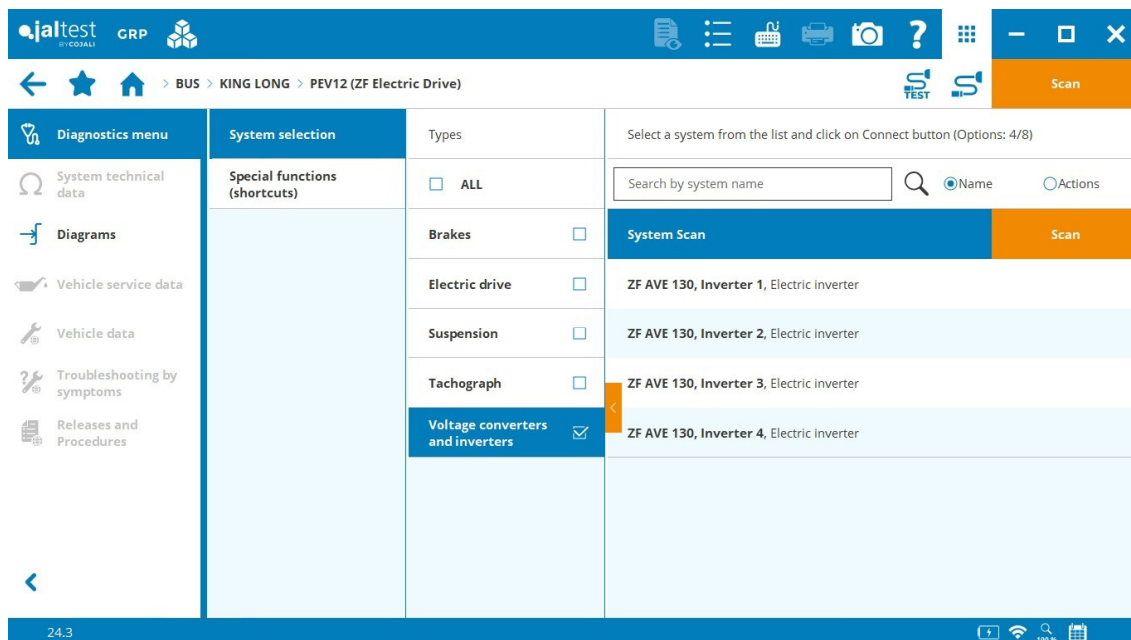 jaltest
BY COJALI
GRP
?
> BUS > KING LONG > PEV12 (ZF Electric Drive)
TEST
Scan
Diagnostics menu
System technical
data
Diagrams
Vehicle service data
Vehicle data
Troubleshooting by
symptoms
Releases and
Procedures
System selection
Special functions
(shortcuts)
Types
ALL
Brakes
Electric drive
Suspension
Tachograph
Voltage converters
and inverters
Select a system from the list and click on Connect button (Options: 4/8)
Search by system name
Name
Actions
System Scan
Scan
ZF AVE 130, Inverter 1, Electric inverter
ZF AVE 130, Inverter 2, Electric inverter
ZF AVE 130, Inverter 3, Electric inverter
ZF AVE 130, Inverter 4, Electric inverter
24.3